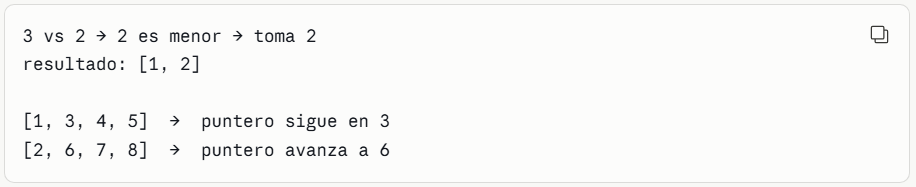 3 vs 2 → 2 es menor → toma 2
resultado: [1, 2]
[1, 3, 4, 5]  →  puntero sigue en 3
[2, 6, 7, 8]  →  puntero avanza a 6